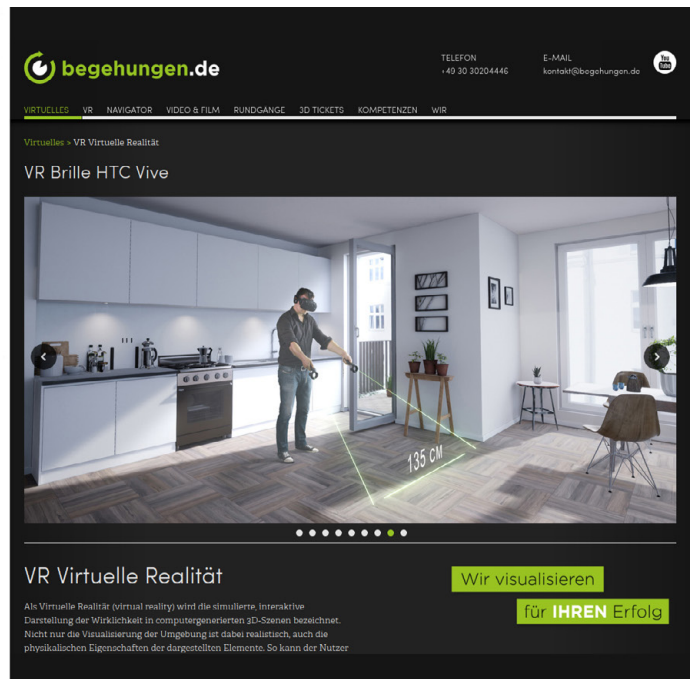 begehungen.de
TELEFON
+49 30 30204446
E-MAIL
kontakt@begehungen.de
You Tube
VIRTUELLES VR NAVIGATOR VIDEO & FILM RUNDGÄNGE 3D TICKETS KOMPETENZEN WIR
Virtuelles > VR Virtuelle Realität
VR Brille HTC Vive
135 CM
VR Virtuelle Realität
Als Virtuelle Realität (virtual reality) wird die simulierte, interaktive
Darstellung der Wirklichkeit in computergenerierten 3D-Szenen bezeichnet.
Nicht nur die Visualisierung der Umgebung ist dabei realistisch, auch die
physikalischen Eigenschaften der dargestellten Elemente. So kann der Nutzer
Wir visualisieren
für IHREN Erfolg